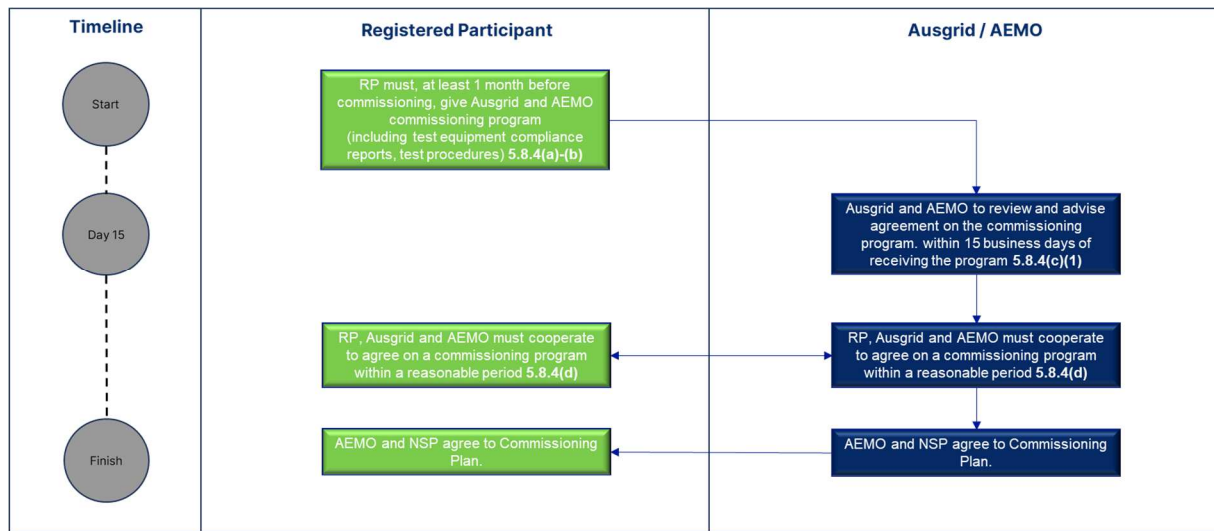 Timeline
Registered Participant
Ausgrid / AEMO
Start
RP must, at least 1 month before
commissioning, give Ausgrid and AEMO
commissioning program
(including test equipment compliance
reports, test procedures) 5.8.4(a)-(b)
Day 15
Ausgrid and AEMO to review and advise
agreement on the commissioning
program. within 15 business days of
receiving the program 5.8.4(c)(1)
RP, Ausgrid and AEMO must cooperate
to agree on a commissioning program
within a reasonable period 5.8.4(d)
RP, Ausgrid and AEMO must cooperate
to agree on a commissioning program
within a reasonable period 5.8.4(d)
Finish
AEMO and NSP agree to Commissioning
Plan.
AEMO and NSP agree to Commissioning
Plan.